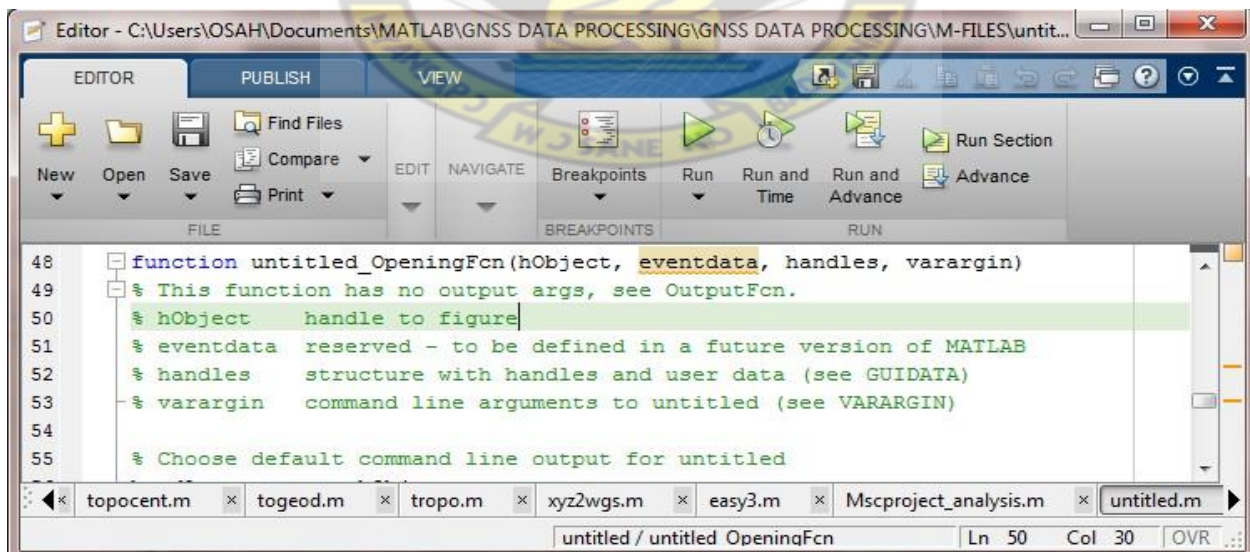 Editor - C:\Users\OSAH\Documents\MATLAB\GNSS DATA PROCESSING\GNSS DATA PROCESSING\M-FILES\untit...
EDITOR PUBLISH VIEW
Find Files
Compare
Print
New Open Save
EDIT NAVIGATE
Breakpoints
Run
Run and Time
Run and Advance
Run Section
Advance
FILE BREAKPOINTS RUN
48 function untitled_OpeningFcn(hObject, eventdata, handles, varargin)
49 % This function has no output args, see OutputFcn.
50 % hObject    handle to figure
51 % eventdata  reserved - to be defined in a future version of MATLAB
52 % handles    structure with handles and user data (see GUIDATA)
53 % varargin   command line arguments to untitled (see VARARGIN)
54
55 % Choose default command line output for untitled
topocent.m togeod.m tropo.m xyz2wgs.m easy3.m Mscproject_analysis.m untitled.m
untitled / untitled_OpeningFcn Ln 50 Col 30 OVR